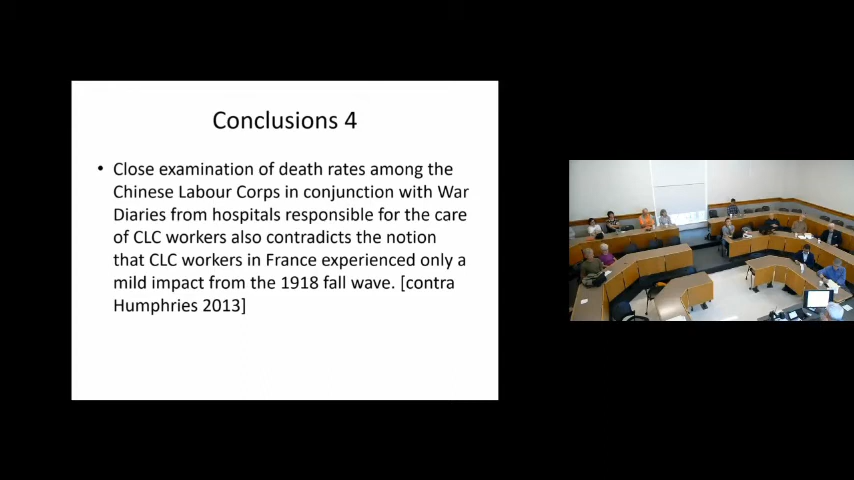 Conclusions 4
• Close examination of death rates among the
Chinese Labour Corps in conjunction with War
Diaries from hospitals responsible for the care
of CLC workers also contradicts the notion
that CLC workers in France experienced only a
mild impact from the 1918 fall wave. [contra
Humphries 2013]